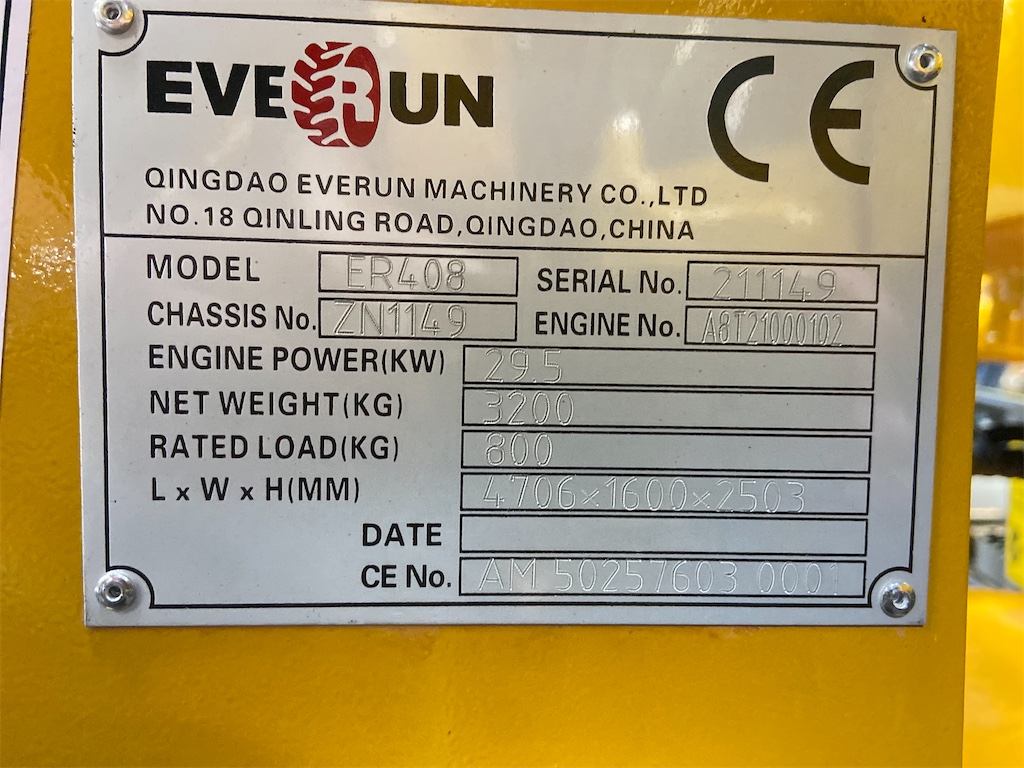 EVERUN CE
QINGDAO EVERUN MACHINERY CO.,LTD
NO.18 QINLING ROAD,QINGDAO,CHINA
MODEL ER408 SERIAL No. 211149
CHASSIS No. ZN1149 ENGINE No. A8T21000102
ENGINE POWER(KW) 29.5
NET WEIGHT(KG) 3200
RATED LOAD(KG) 800
L x W x H(MM) 4706×1600×2503
DATE
CE No. AM 50257603 0001